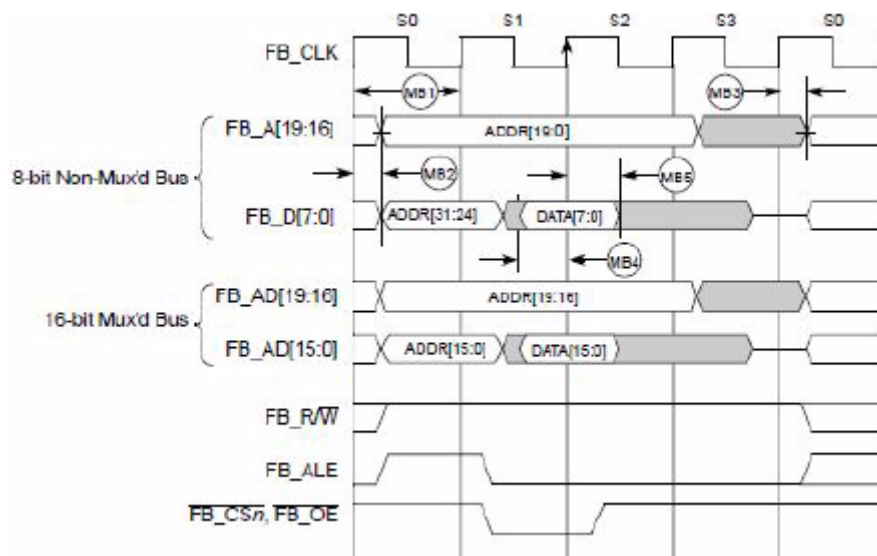 S0 S1 S2 S3 S0
FB_CLK
MB1 MB3
FB_A[19:16] ADDR[19:0]
8-bit Non-Mux'd Bus
MB2 MB5
FB_D[7:0] ADDR[31:24] DATA[7:0]
MB4
FB_AD[19:16] ADDR[19:16]
16-bit Mux'd Bus
FB_AD[15:0] ADDR[15:0] DATA[15:0]
FB_R/W
FB_ALE
FB_CSn, FB_OE